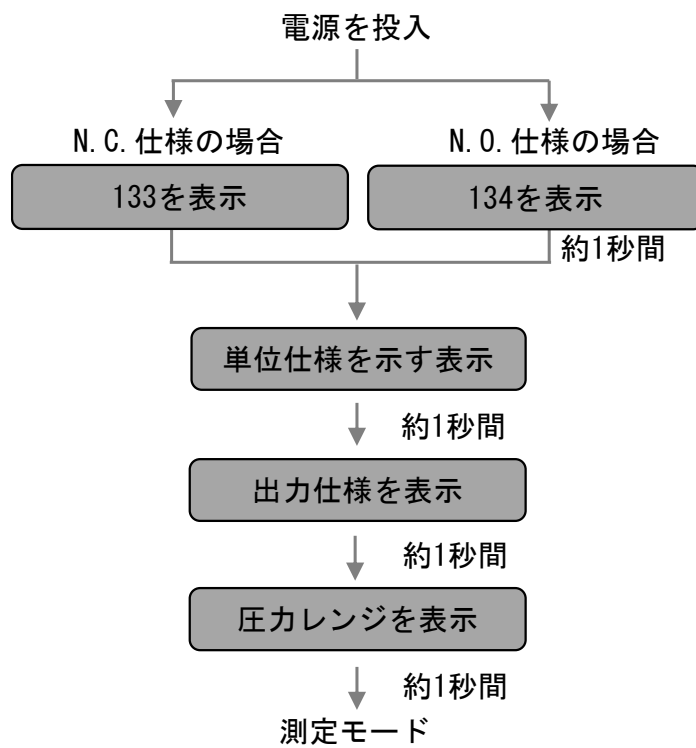 電源を投入
N.C.仕様の場合
N.O.仕様の場合
133を表示
134を表示
約1秒間
単位仕様を示す表示
約1秒間
出力仕様を表示
約1秒間
圧力レンジを表示
約1秒間
測定モード